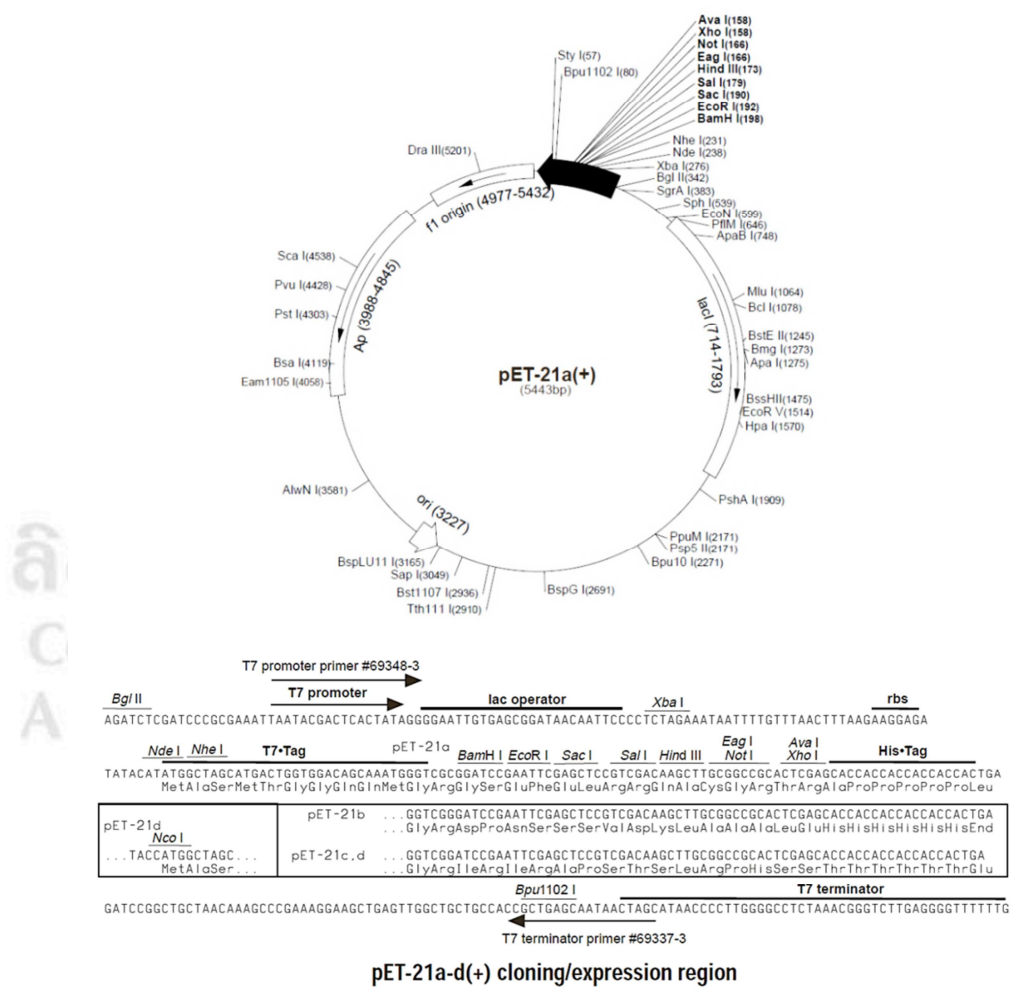 Ava I(158)
Xho I(158)
Not I(166)
Eag I(166)
Hind III(173)
Sal I(179)
Sac I(190)
EcoR I(192)
BamH I(198)
Sty I(57)
Bpu1102 I(80)
Nhe I(231)
Nde I(238)
Xba I(276)
Bgl II(342)
SgrA I(383)
Sph I(539)
EcoN I(599)
PflM I(646)
ApaB I(748)
Dra III(5201)
f1 origin (4977-5432)
Sca I(4538)
Pvu I(4428)
Pst I(4303)
Bsa I(4119)
Eam1105 I(4058)
Ap (3988-4845)
lacI (714-1793)
Mlu I(1064)
Bcl I(1078)
BstE II(1245)
Bmg I(1273)
Apa I(1275)
BssHII(1475)
EcoR V(1514)
Hpa I(1570)
pET-21a(+)
(5443bp)
AlwN I(3581)
ori (3227)
PshA I(1909)
PpuM I(2171)
Psp5 II(2171)
Bpu10 I(2271)
BspLU11 I(3165)
Sap I(3049)
Bst1107 I(2936)
Tth111 I(2910)
BspG I(2691)
C
A
T7 promoter primer #69348-3
Bgl II T7 promoter lac operator Xba I rbs
AGATCTCGATCCCGCGAAATTAATACGACTCACTATAGGGGAATTGTGAGCGGATAACAATTCCCCTCTAGAAATAATTTTGTTTAACTTTAAGAAGGAGA
Nde I Nhe I T7•Tag pET-21a BamH I EcoR I Sac I Sal I Hind III Eag I Not I Ava I Xho I His•Tag
TATACATATGGCTAGCATGACTGGTGGACAGCAAATGGGTCGCGGATCCGAATTCGAGCTCCGTCGACAAGCTTGCGGCCGCACTCGAGCACCACCACCACCACCACTGA
MetAlaSerMetThrGlyGlyGlnGlnMetGlyArgGlySerGluPheGluLeuArgArgGlnAlaCysGlyArgThrArgAlaProProProProProProLeu
pET-21d
Nco I
...TACCATGGCTAGC...
MetAlaSer...
pET-21b ...GGTCGGGATCCGAATTCGAGCTCCGTCGACAAGCTTGCGGCCGCACTCGAGCACCACCACCACCACCACTGA
GlyArgAspProAsnSerSerSerValAspLysLeuAlaAlaAlaLeuGluHisHisHisHisHisHisEnd
pET-21c,d ...GGTCGGATCCGAATTCGAGCTCCGTCGACAAGCTTGCGGCCGCACTCGAGCACCACCACCACCACCACTGA
...GlyArgIleArgIleArgAlaProSerThrSerLeuArgProHisSerSerThrThrThrThrThrThrGlu
Bpu1102 I T7 terminator
GATCCGGCTGCTAACAAAGCCCGAAAGGAAGCTGAGTTGGCTGCTGCCACCGCTGAGCAATAACTAGCATAACCCCTTGGGGCCTCTAAACGGGTCTTGAGGGGTTTTTTG
T7 terminator primer #69337-3
pET-21a-d(+) cloning/expression region